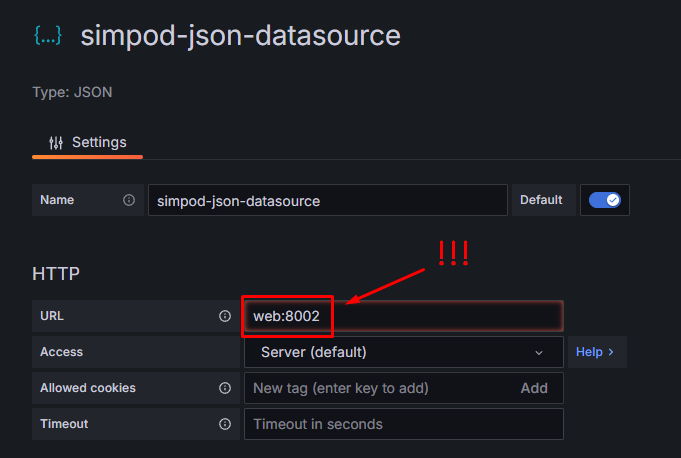 {...} simpod-json-datasource
Type: JSON
Settings
Name simpod-json-datasource Default
!!!
HTTP
URL web:8002
Access Server (default) Help >
Allowed cookies New tag (enter key to add) Add
Timeout Timeout in seconds